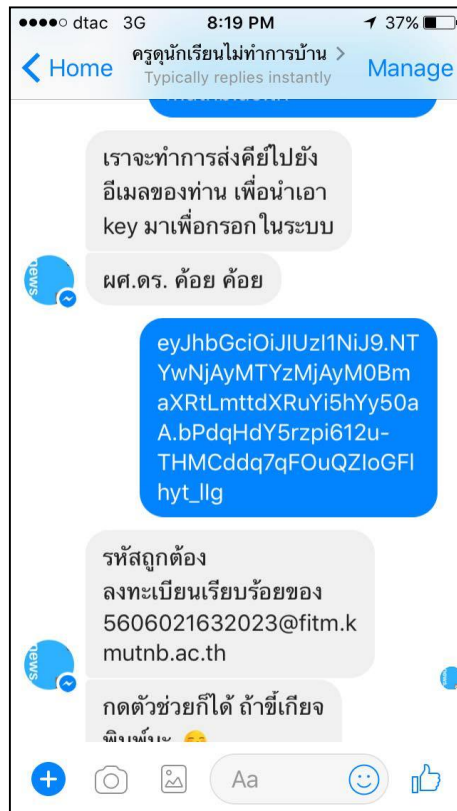 dtac 3G 8:19 PM 37%
Home ครูดุนักเรียนไม่ทำการบ้าน > Manage
Typically replies instantly
เราจะทำการส่งคีย์ไปยัง
อีเมลของท่าน เพื่อนำเอา
key มาเพื่อกรอกในระบบ
ผศ.ดร. ค้อย ค้อย
news
eyJhbGciOiJIUzI1NiJ9.NT
YwNjAyMTYzMjAyM0Bm
aXRtLmttdXRuYi5hYy50a
A.bPdqHdY5rzpi612u-
THMCddq7qFOuQZIoGFl
hyt_llg
รหัสถูกต้อง
ลงทะเบียนเรียบร้อยของ
5606021632023@fitm.k
mutnb.ac.th
news
กดตัวช่วยก็ได้ ถ้าขี้เกียจ
พิมพ์นะ
Aa